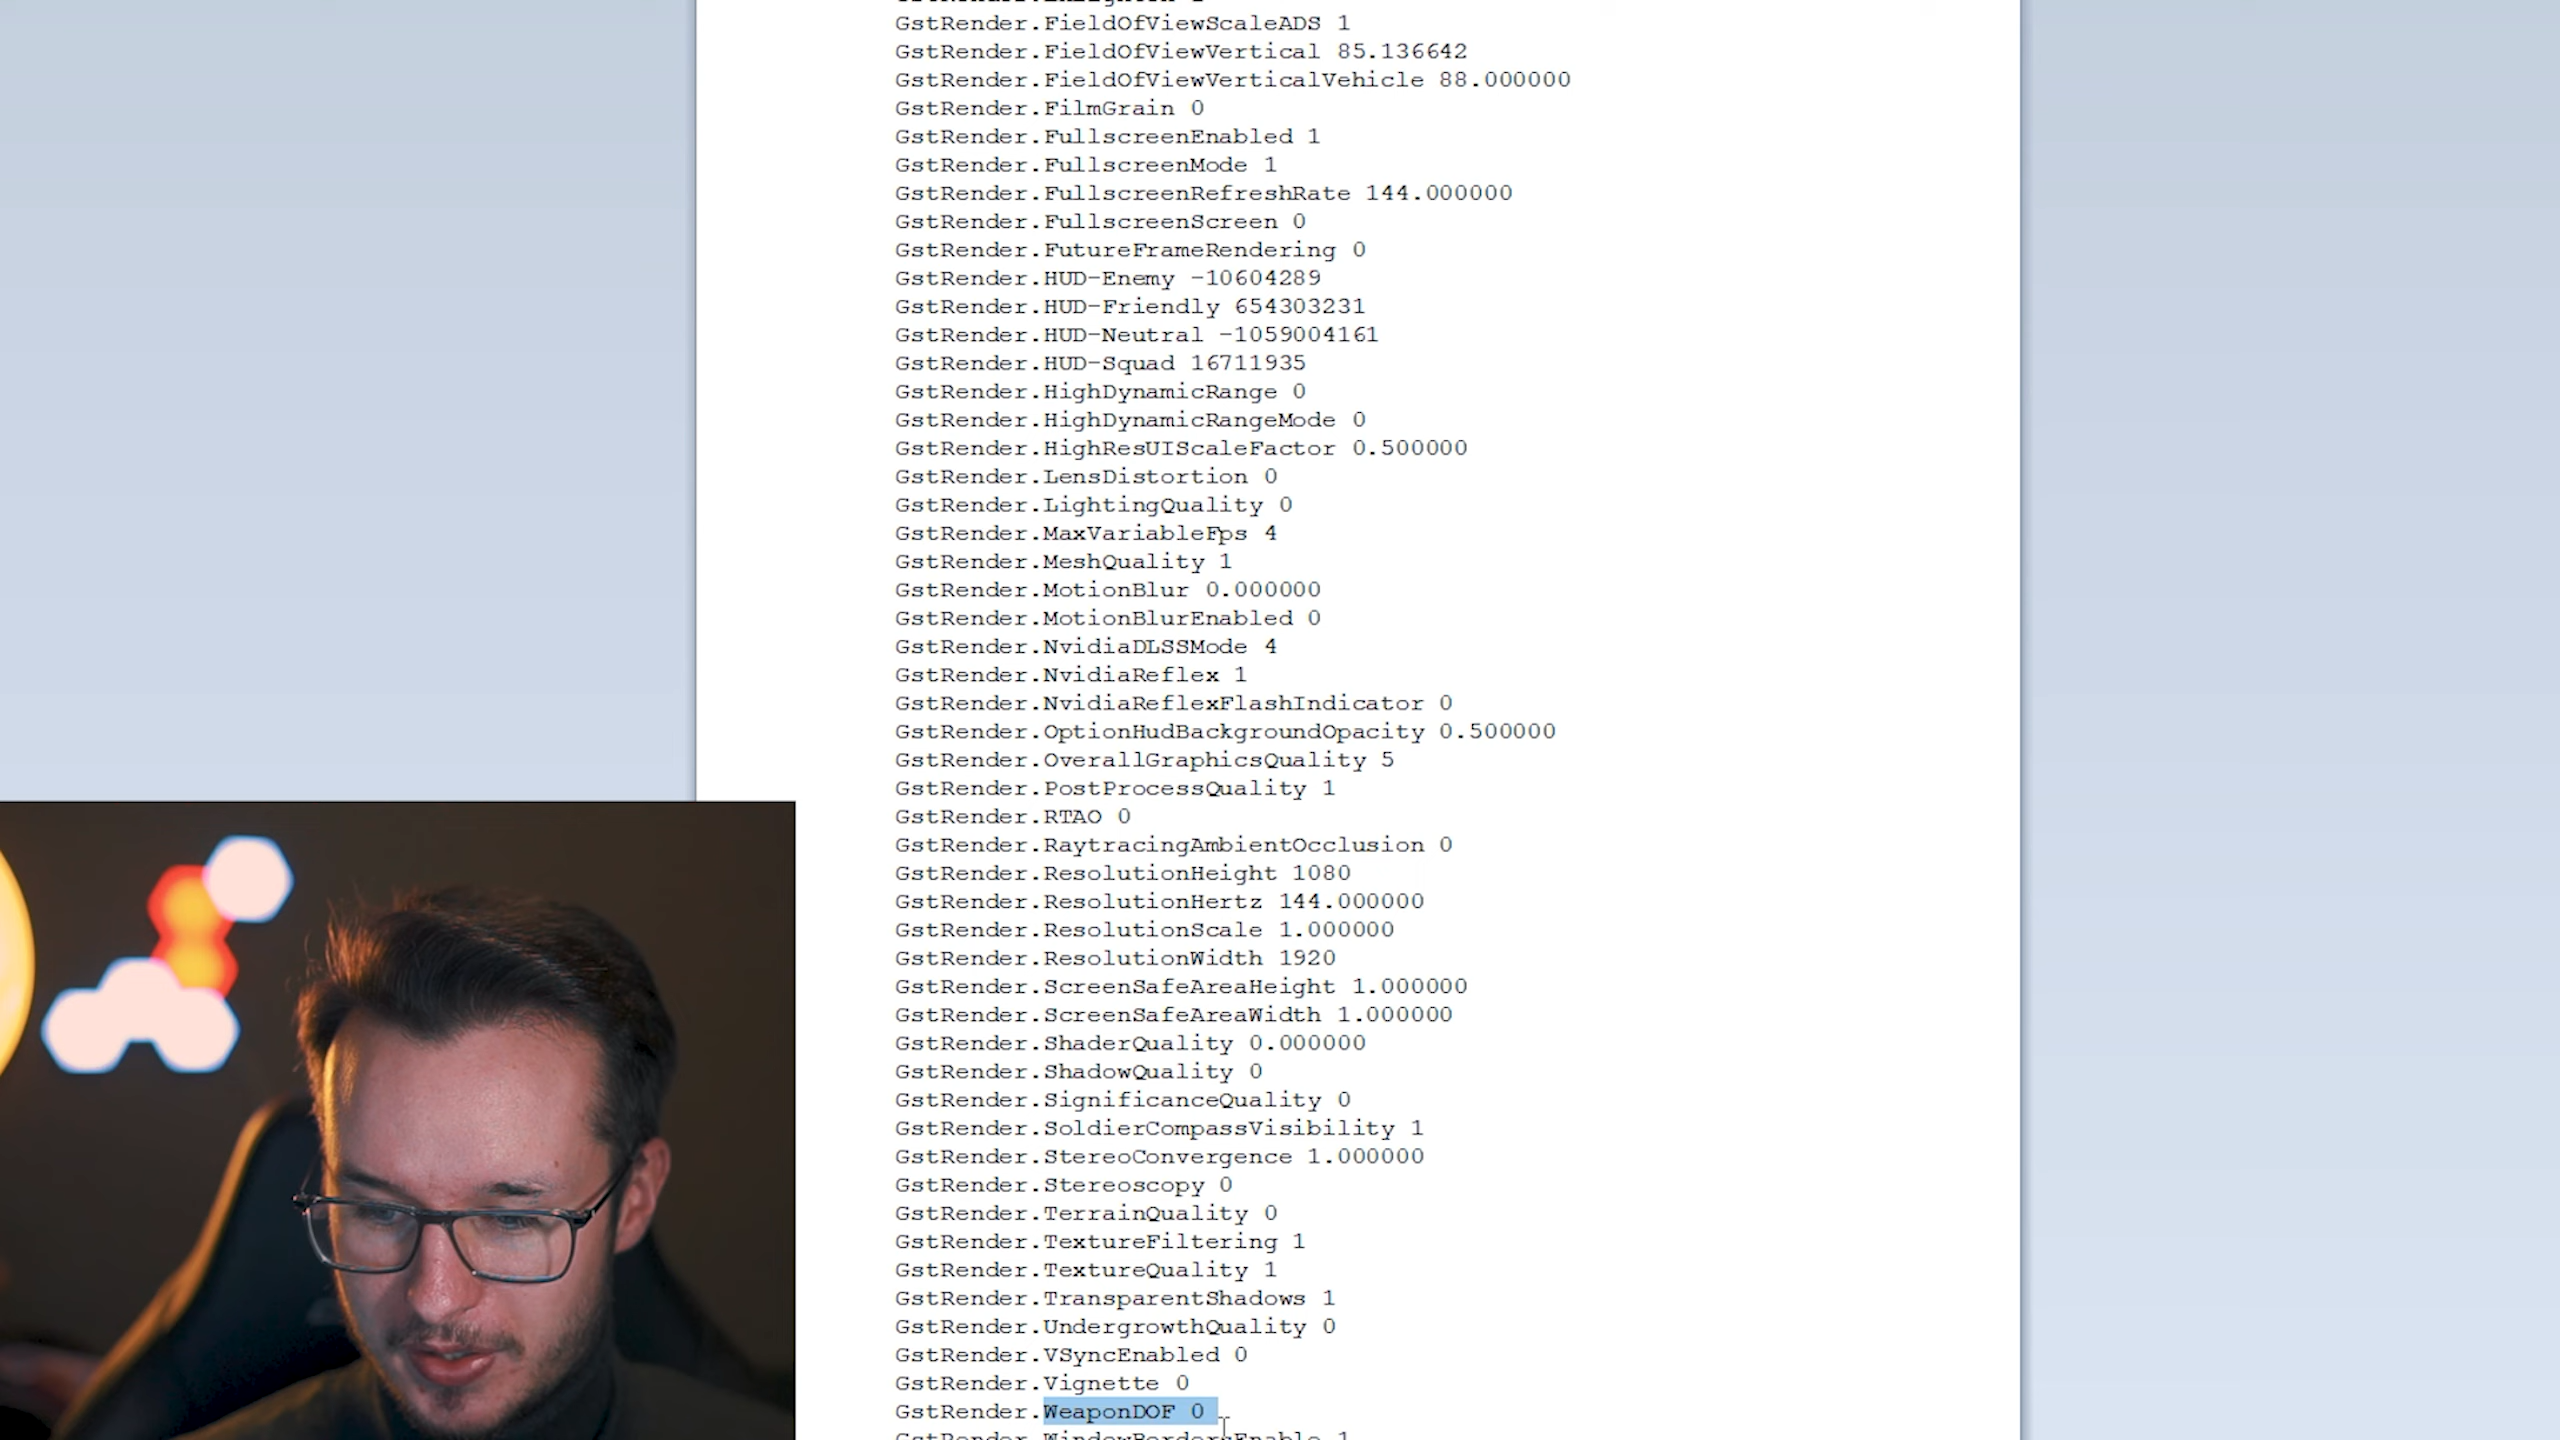 GstRender.FieldOfViewScaleADS 1
GstRender.FieldOfViewVertical 85.136642
GstRender.FieldOfViewVerticalVehicle 88.000000
GstRender.FilmGrain 0
GstRender.FullscreenEnabled 1
GstRender.FullscreenMode 1
GstRender.FullscreenRefreshRate 144.000000
GstRender.FullscreenScreen 0
GstRender.FutureFrameRendering 0
GstRender.HUD-Enemy -10604289
GstRender.HUD-Friendly 654303231
GstRender.HUD-Neutral -1059004161
GstRender.HUD-Squad 16711935
GstRender.HighDynamicRange 0
GstRender.HighDynamicRangeMode 0
GstRender.HighResUIScaleFactor 0.500000
GstRender.LensDistortion 0
GstRender.LightingQuality 0
GstRender.MaxVariableFps 4
GstRender.MeshQuality 1
GstRender.MotionBlur 0.000000
GstRender.MotionBlurEnabled 0
GstRender.NvidiaDLSSMode 4
GstRender.NvidiaReflex 1
GstRender.NvidiaReflexFlashIndicator 0
GstRender.OptionHudBackgroundOpacity 0.500000
GstRender.OverallGraphicsQuality 5
GstRender.PostProcessQuality 1
GstRender.RTAO 0
GstRender.RaytracingAmbientOcclusion 0
GstRender.ResolutionHeight 1080
GstRender.ResolutionHertz 144.000000
GstRender.ResolutionScale 1.000000
GstRender.ResolutionWidth 1920
GstRender.ScreenSafeAreaHeight 1.000000
GstRender.ScreenSafeAreaWidth 1.000000
GstRender.ShaderQuality 0.000000
GstRender.ShadowQuality 0
GstRender.SignificanceQuality 0
GstRender.SoldierCompassVisibility 1
GstRender.StereoConvergence 1.000000
GstRender.Stereoscopy 0
GstRender.TerrainQuality 0
GstRender.TextureFiltering 1
GstRender.TextureQuality 1
GstRender.TransparentShadows 1
GstRender.UndergrowthQuality 0
GstRender.VSyncEnabled 0
GstRender.Vignette 0
GstRender.WeaponDOF 0
GstRender.WindowBordersEnable 1